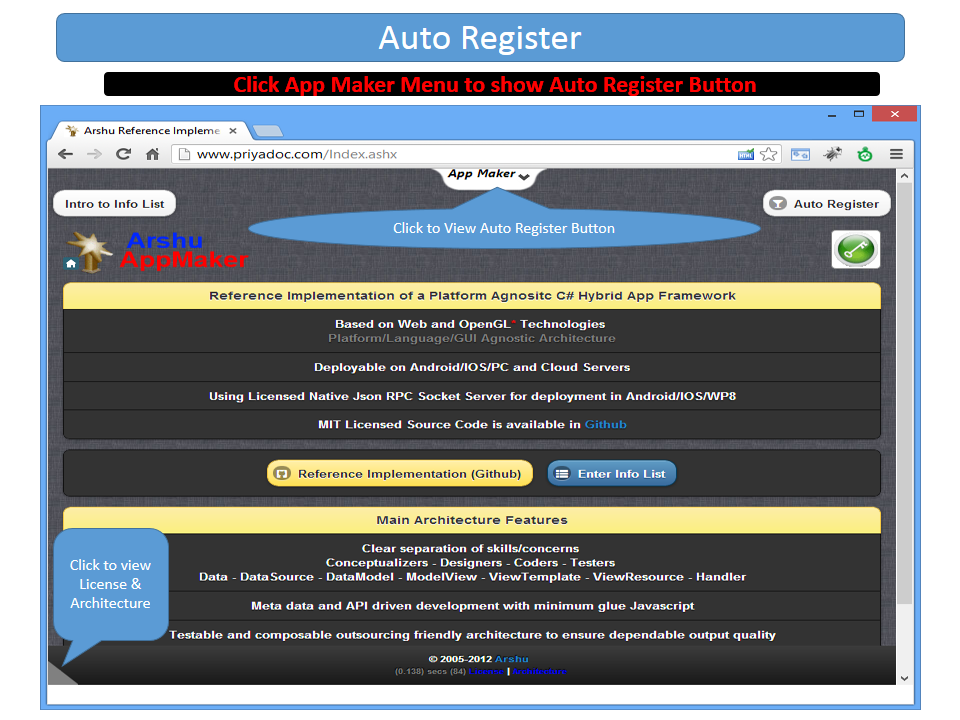 Auto Register
Click App Maker Menu to show Auto Register Button
Arshu Reference Impleme
www.priyadoc.com/Index.ashx
App Maker
Intro to Info List
Auto Register
Click to View Auto Register Button
Arshu
AppMaker
Reference Implementation of a Platform Agnositc C# Hybrid App Framework
Based on Web and OpenGL* Technologies
Platform/Language/GUI Agnostic Architecture
Deployable on Android/IOS/PC and Cloud Servers
Using Licensed Native Json RPC Socket Server for deployment in Android/IOS/WP8
MIT Licensed Source Code is available in Github
Reference Implementation (Github)
Enter Info List
Main Architecture Features
Clear separation of skills/concerns
Conceptualizers - Designers - Coders - Testers
Data - DataSource - DataModel - ModelView - ViewTemplate - ViewResource - Handler
Meta data and API driven development with minimum glue Javascript
Testable and composable outsourcing friendly architecture to ensure dependable output quality
Click to view
License &
Architecture
© 2005-2012 Arshu
(0.138) secs (84) License | Architecture